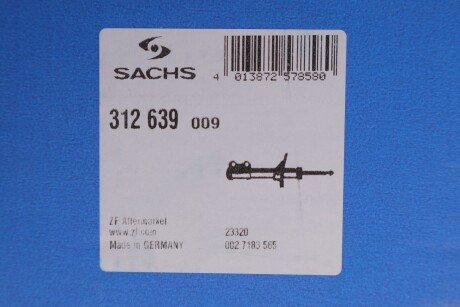 SACHS
4 013872 578580
312 639 009
ZF Aftermarket
www.zf.com
Made in GERMANY
23320
002 7183 565